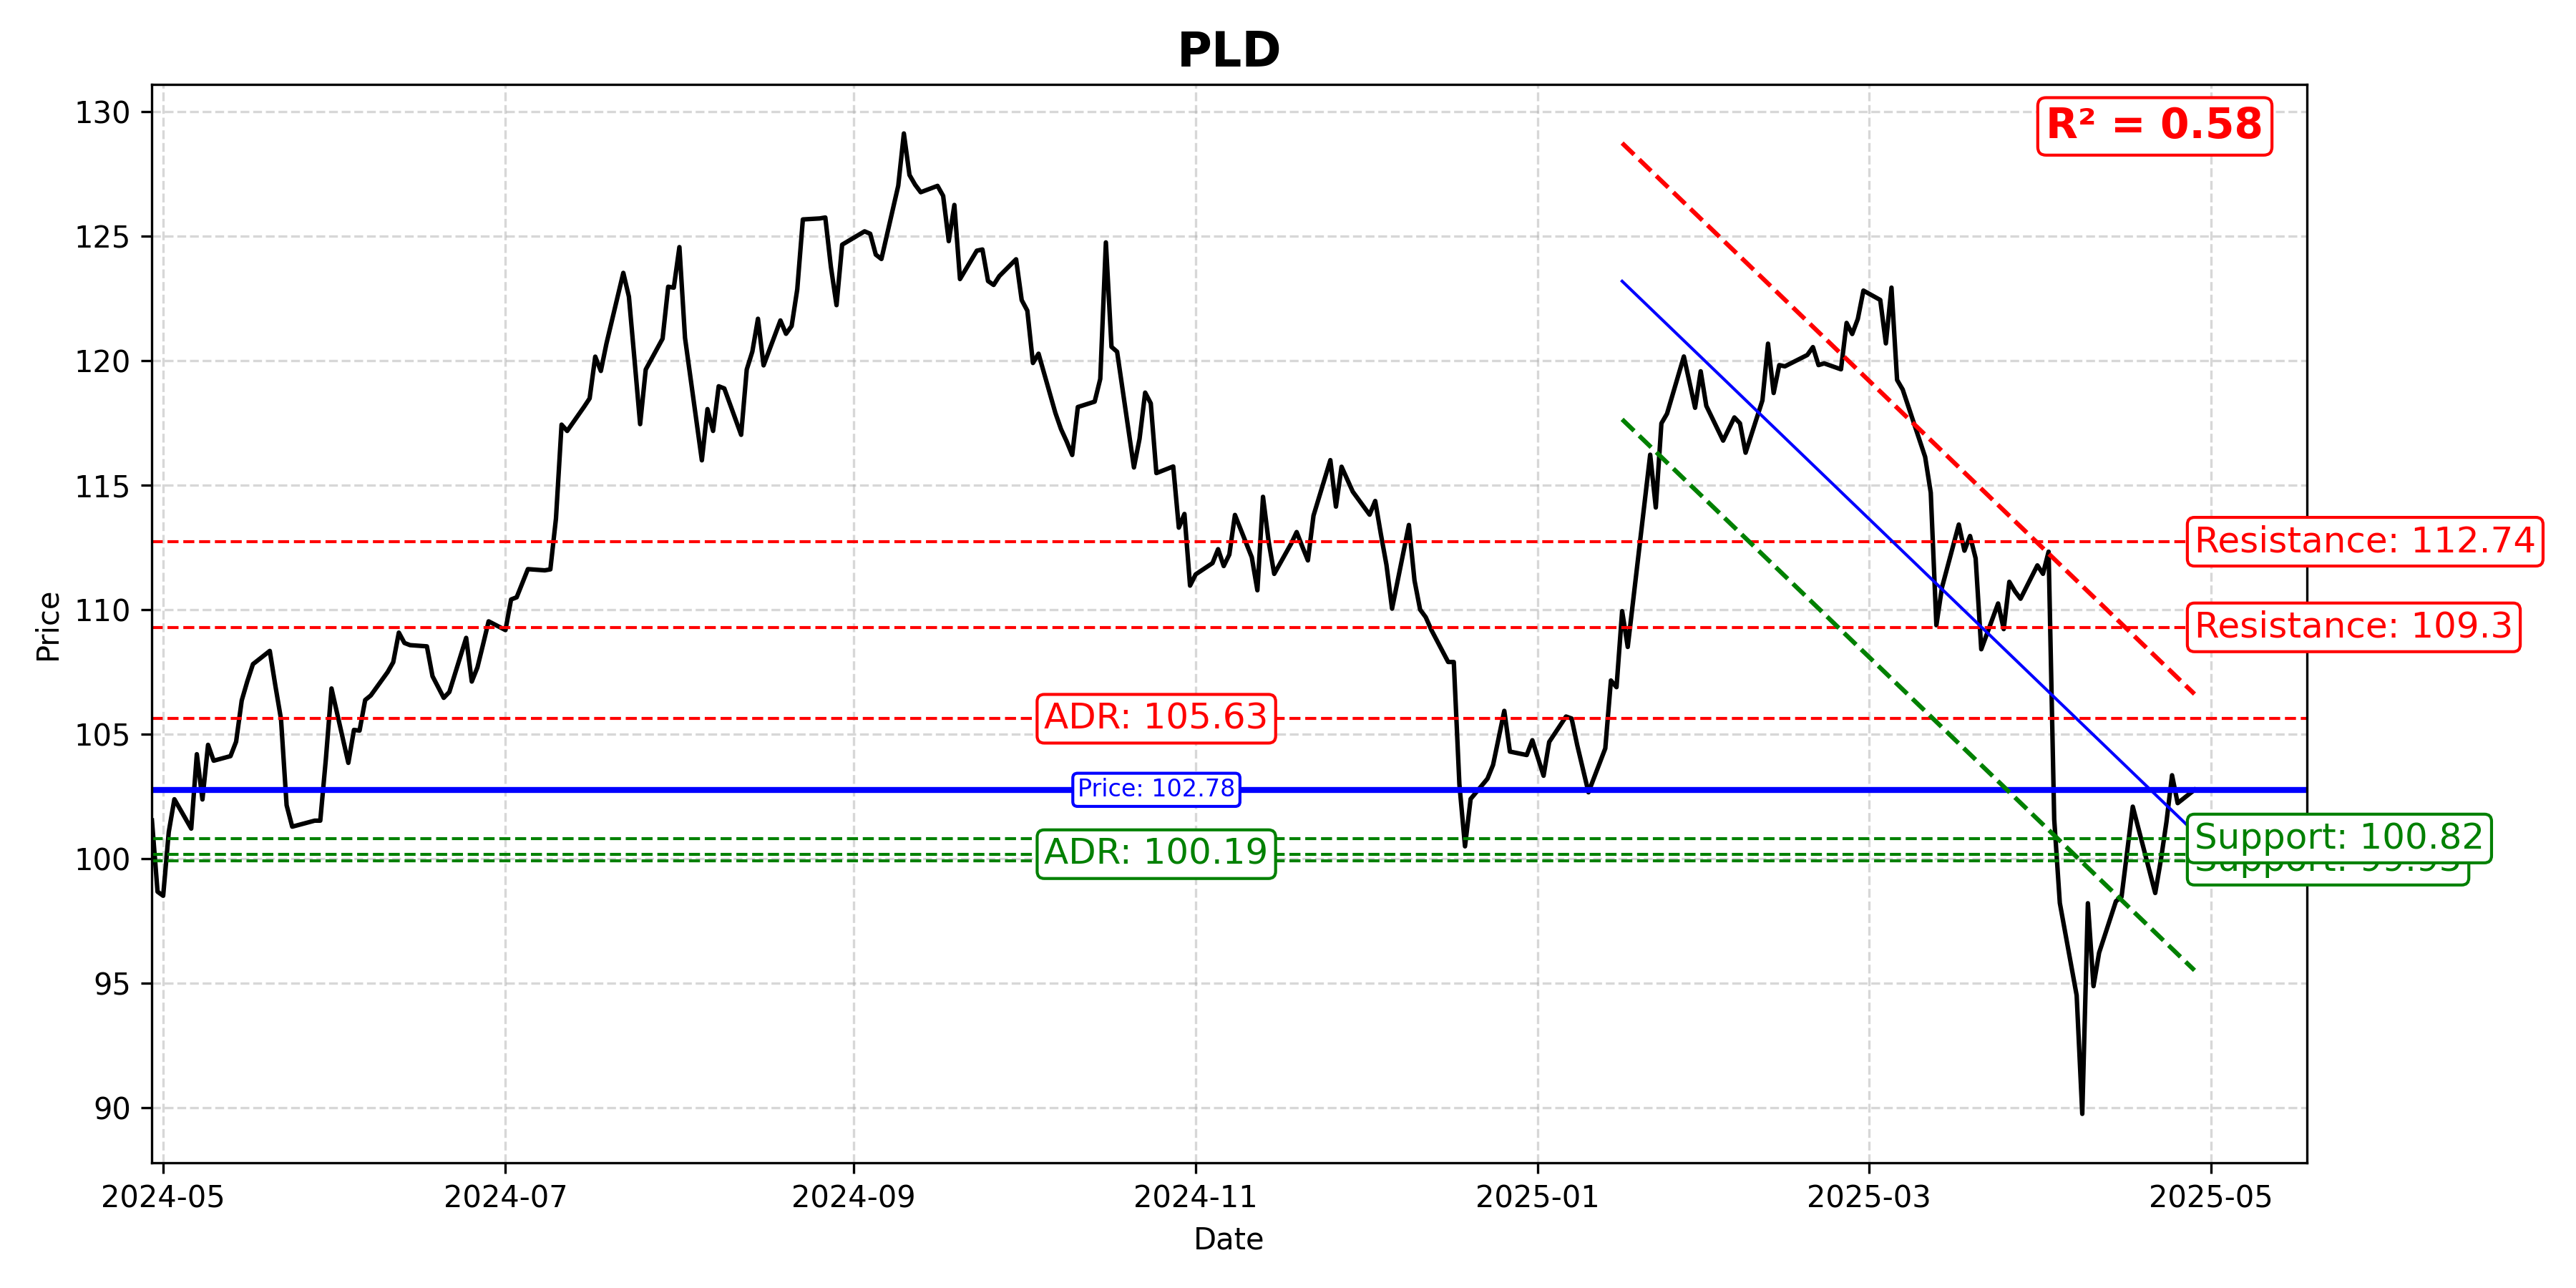 PLD
R² = 0.58
130
125
120
115
110
105
100
95
90
Price
Resistance: 112.74
Resistance: 109.3
ADR: 105.63
Price: 102.78
ADR: 100.19
Support: 100.82
Support:
2024-05
2024-07
2024-09
2024-11
2025-01
2025-03
2025-05
Date